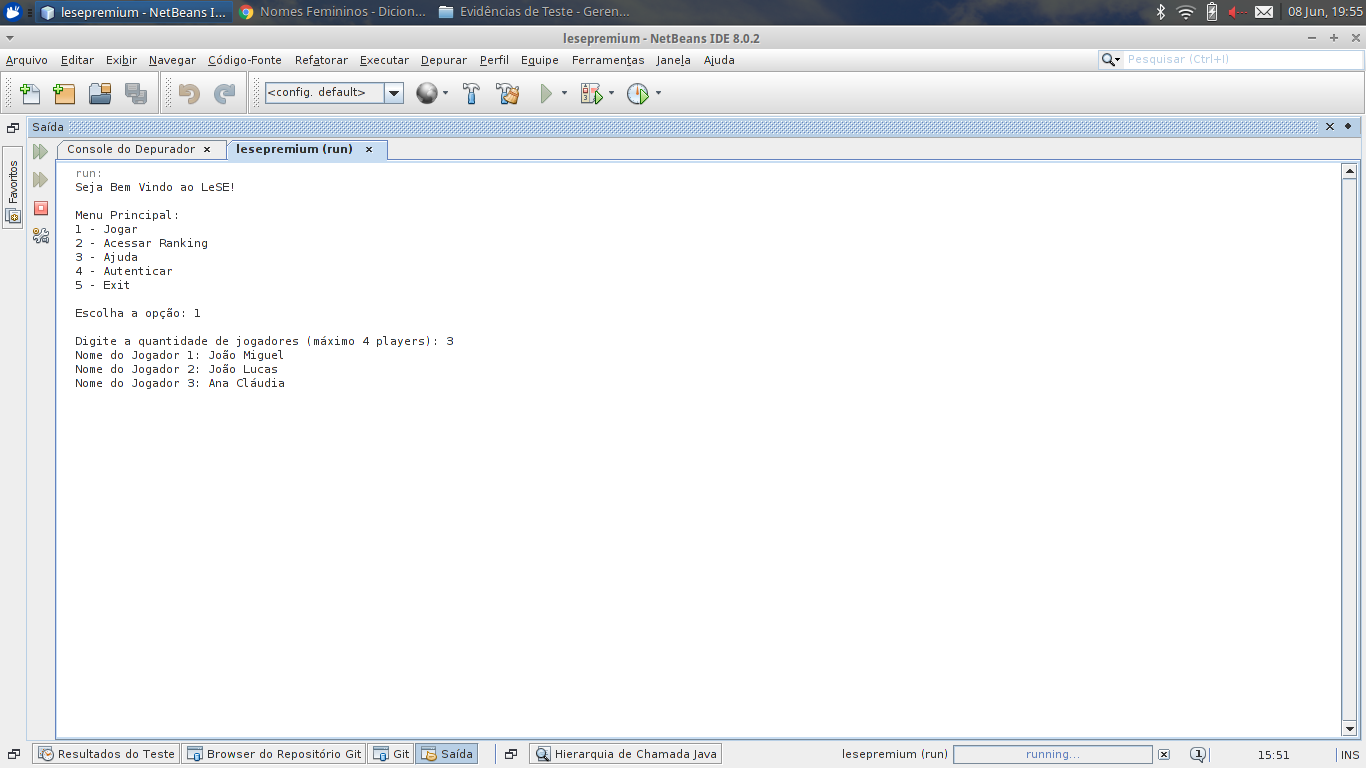 lesepremium - NetBeans I... Nomes Femininos - Dicion... Evidências de Teste - Geren... 08 Jun, 19:55
lesepremium - NetBeans IDE 8.0.2
Arquivo Editar Exibir Navegar Código-Fonte Refatorar Executar Depurar Perfil Equipe Ferramentas Janela Ajuda Pesquisar (Ctrl+I)
<config. default>
Saída
Favoritos
Console do Depurador lesepremium (run)
run:
Seja Bem Vindo ao LeSE!
Menu Principal:
1 - Jogar
2 - Acessar Ranking
3 - Ajuda
4 - Autenticar
5 - Exit
Escolha a opção: 1
Digite a quantidade de jogadores (máximo 4 players): 3
Nome do Jogador 1: João Miguel
Nome do Jogador 2: João Lucas
Nome do Jogador 3: Ana Cláudia
Resultados do Teste Browser do Repositório Git Git Saída Hierarquia de Chamada Java lesepremium (run) running... 1 15:51 INS